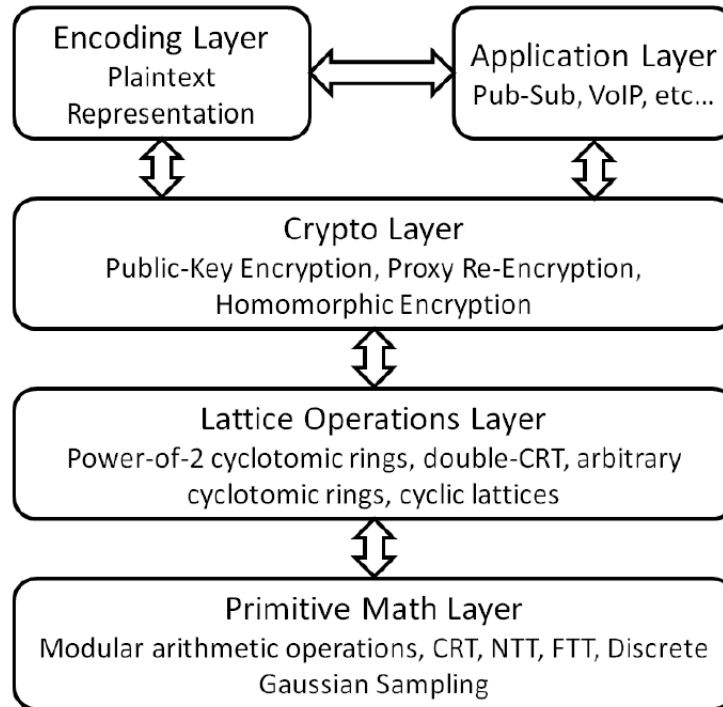 Encoding Layer
Plaintext
Representation
Application Layer
Pub-Sub, VoIP, etc...
Crypto Layer
Public-Key Encryption, Proxy Re-Encryption,
Homomorphic Encryption
Lattice Operations Layer
Power-of-2 cyclotomic rings, double-CRT, arbitrary
cyclotomic rings, cyclic lattices
Primitive Math Layer
Modular arithmetic operations, CRT, NTT, FTT, Discrete
Gaussian Sampling